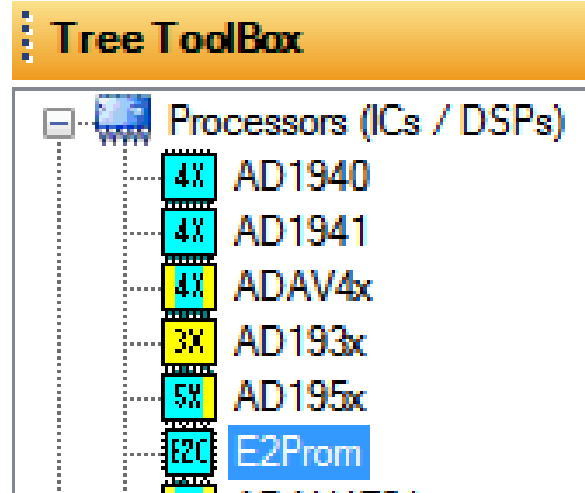 Tree ToolBox
Processors (ICs / DSPs)
4X AD1940
4X AD1941
4X ADAV4x
3X AD193x
5X AD195x
E2C E2Prom